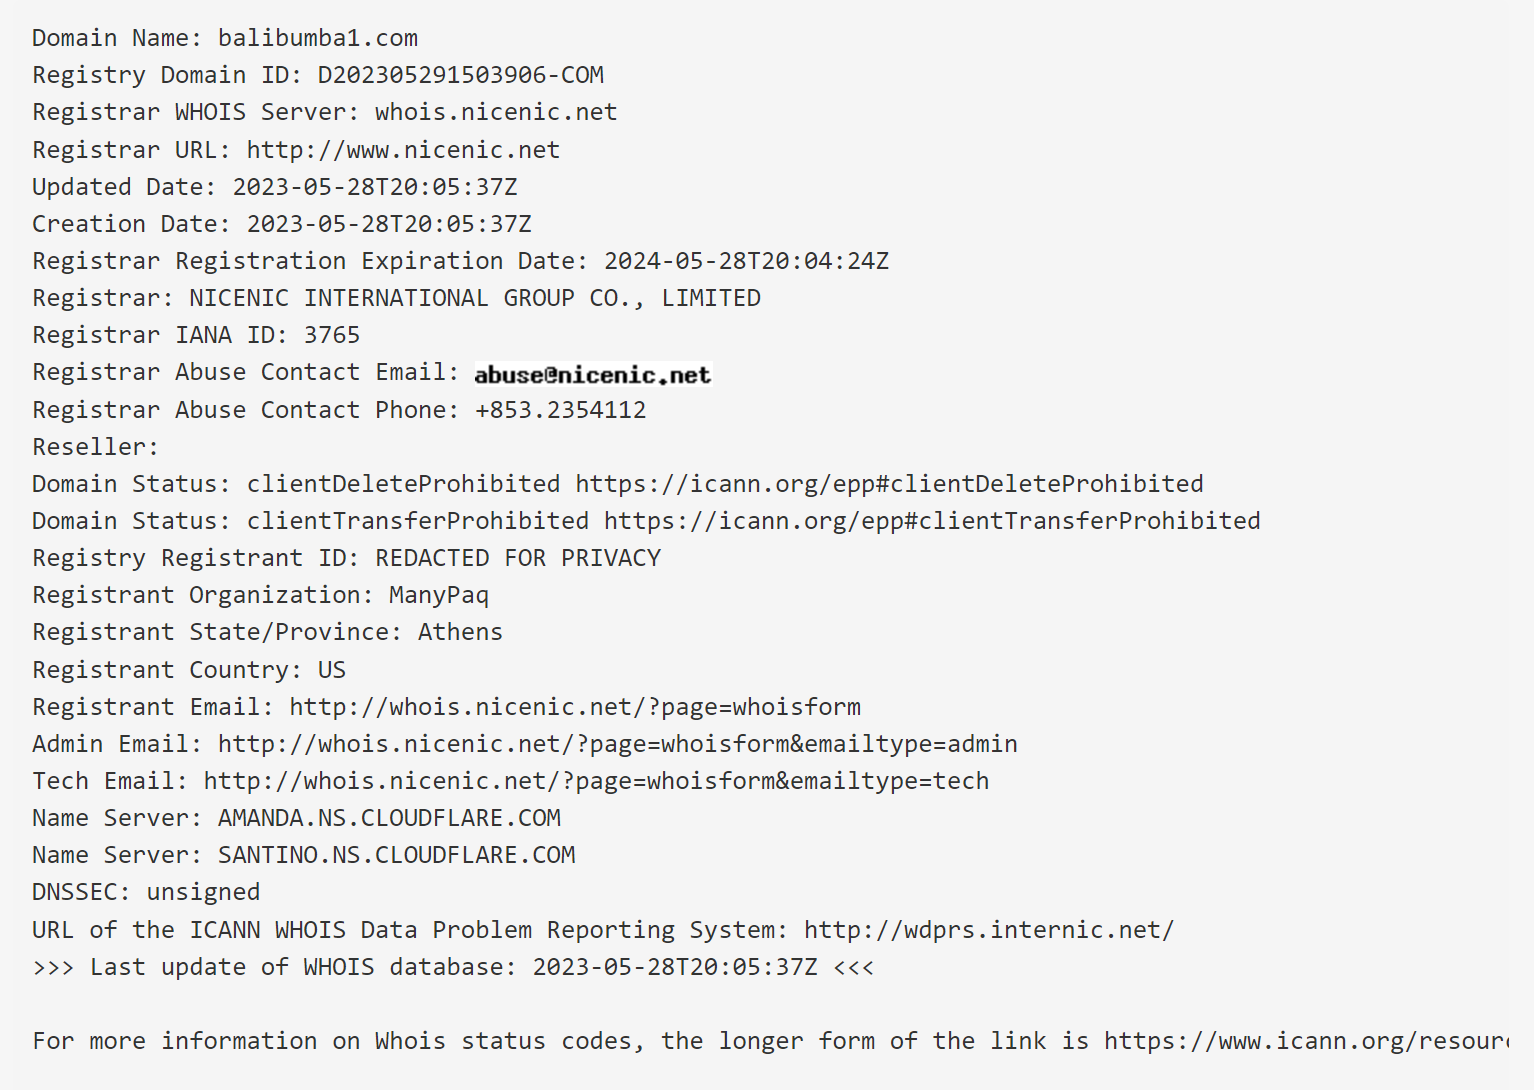 Domain Name: balibumba1.com
Registry Domain ID: D202305291503906-COM
Registrar WHOIS Server: whois.nicenic.net
Registrar URL: http://www.nicenic.net
Updated Date: 2023-05-28T20:05:37Z
Creation Date: 2023-05-28T20:05:37Z
Registrar Registration Expiration Date: 2024-05-28T20:04:24Z
Registrar: NICENIC INTERNATIONAL GROUP CO., LIMITED
Registrar IANA ID: 3765
Registrar Abuse Contact Email: abuse@nicenic.net
Registrar Abuse Contact Phone: +853.2354112
Reseller:
Domain Status: clientDeleteProhibited https://icann.org/epp#clientDeleteProhibited
Domain Status: clientTransferProhibited https://icann.org/epp#clientTransferProhibited
Registry Registrant ID: REDACTED FOR PRIVACY
Registrant Organization: ManyPaq
Registrant State/Province: Athens
Registrant Country: US
Registrant Email: http://whois.nicenic.net/?page=whoisform
Admin Email: http://whois.nicenic.net/?page=whoisform&emailtype=admin
Tech Email: http://whois.nicenic.net/?page=whoisform&emailtype=tech
Name Server: AMANDA.NS.CLOUDFLARE.COM
Name Server: SANTINO.NS.CLOUDFLARE.COM
DNSSEC: unsigned
URL of the ICANN WHOIS Data Problem Reporting System: http://wdprs.internic.net/
>>> Last update of WHOIS database: 2023-05-28T20:05:37Z <<<
For more information on Whois status codes, the longer form of the link is https://www.icann.org/resour